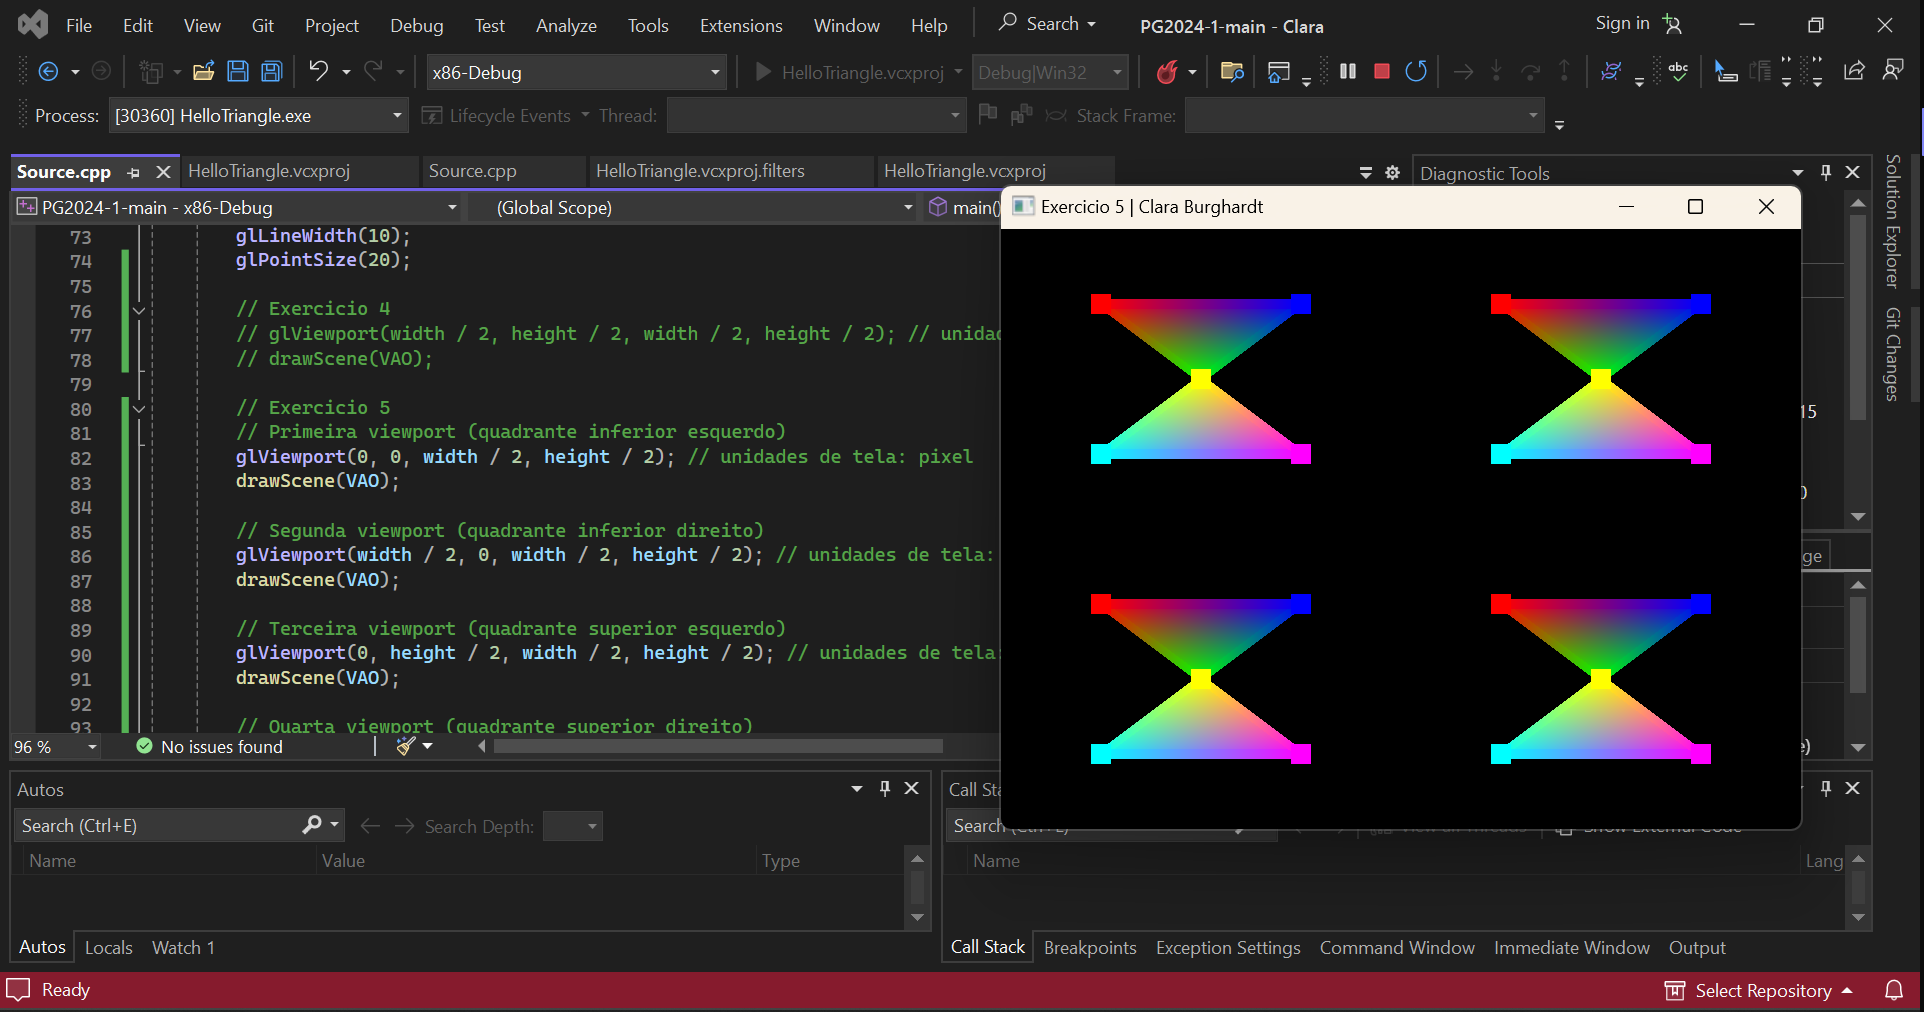 File Edit View Git Project Debug Test Analyze Tools Extensions Window Help Search PG2024-1-main - Clara Sign in
x86-Debug HelloTriangle.vcxproj Debug|Win32 abc
Process: [30360] HelloTriangle.exe Lifecycle Events Thread: Stack Frame:
Source.cpp HelloTriangle.vcxproj Source.cpp HelloTriangle.vcxproj.filters HelloTriangle.vcxproj Diagnostic Tools
PG2024-1-main - x86-Debug (Global Scope) main()
Exercicio 5 | Clara Burghardt
Solution Explorer
Git Changes
73 glLineWidth(10);
74 glPointSize(20);
75
76 // Exercicio 4
77 // glViewport(width / 2, height / 2, width / 2, height / 2); // unidad
78 // drawScene(VAO);
79
80 // Exercicio 5
81 // Primeira viewport (quadrante inferior esquerdo)
82 glViewport(0, 0, width / 2, height / 2); // unidades de tela: pixel
83 drawScene(VAO);
84
85 // Segunda viewport (quadrante inferior direito)
86 glViewport(width / 2, 0, width / 2, height / 2); // unidades de tela:
87 drawScene(VAO);
88
89 // Terceira viewport (quadrante superior esquerdo)
90 glViewport(0, height / 2, width / 2, height / 2); // unidades de tela:
91 drawScene(VAO);
92
93 // Quarta viewport (quadrante superior direito)
15
ge
96 % No issues found
Autos
Search (Ctrl+E) Search Depth:
Name Value Type
Autos Locals Watch 1
Call Sta
Search (Ctrl+E) View all Threads Show External Code
Name Lang
Call Stack Breakpoints Exception Settings Command Window Immediate Window Output
Ready Select Repository